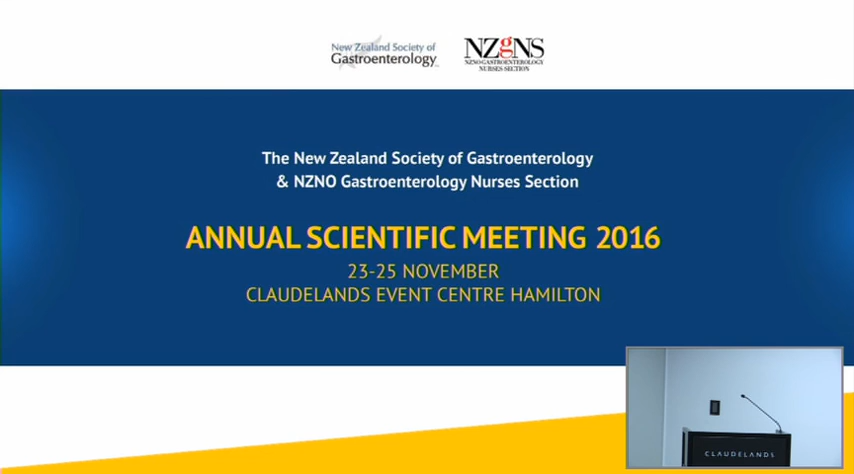 New Zealand Society of
Gastroenterology
NZgNS
NZNO-GASTROENTEROLOGY
NURSES SECTION
The New Zealand Society of Gastroenterology
& NZNO Gastroenterology Nurses Section
ANNUAL SCIENTIFIC MEETING 2016
23-25 NOVEMBER
CLAUDELANDS EVENT CENTRE HAMILTON
CLAUDELANDS